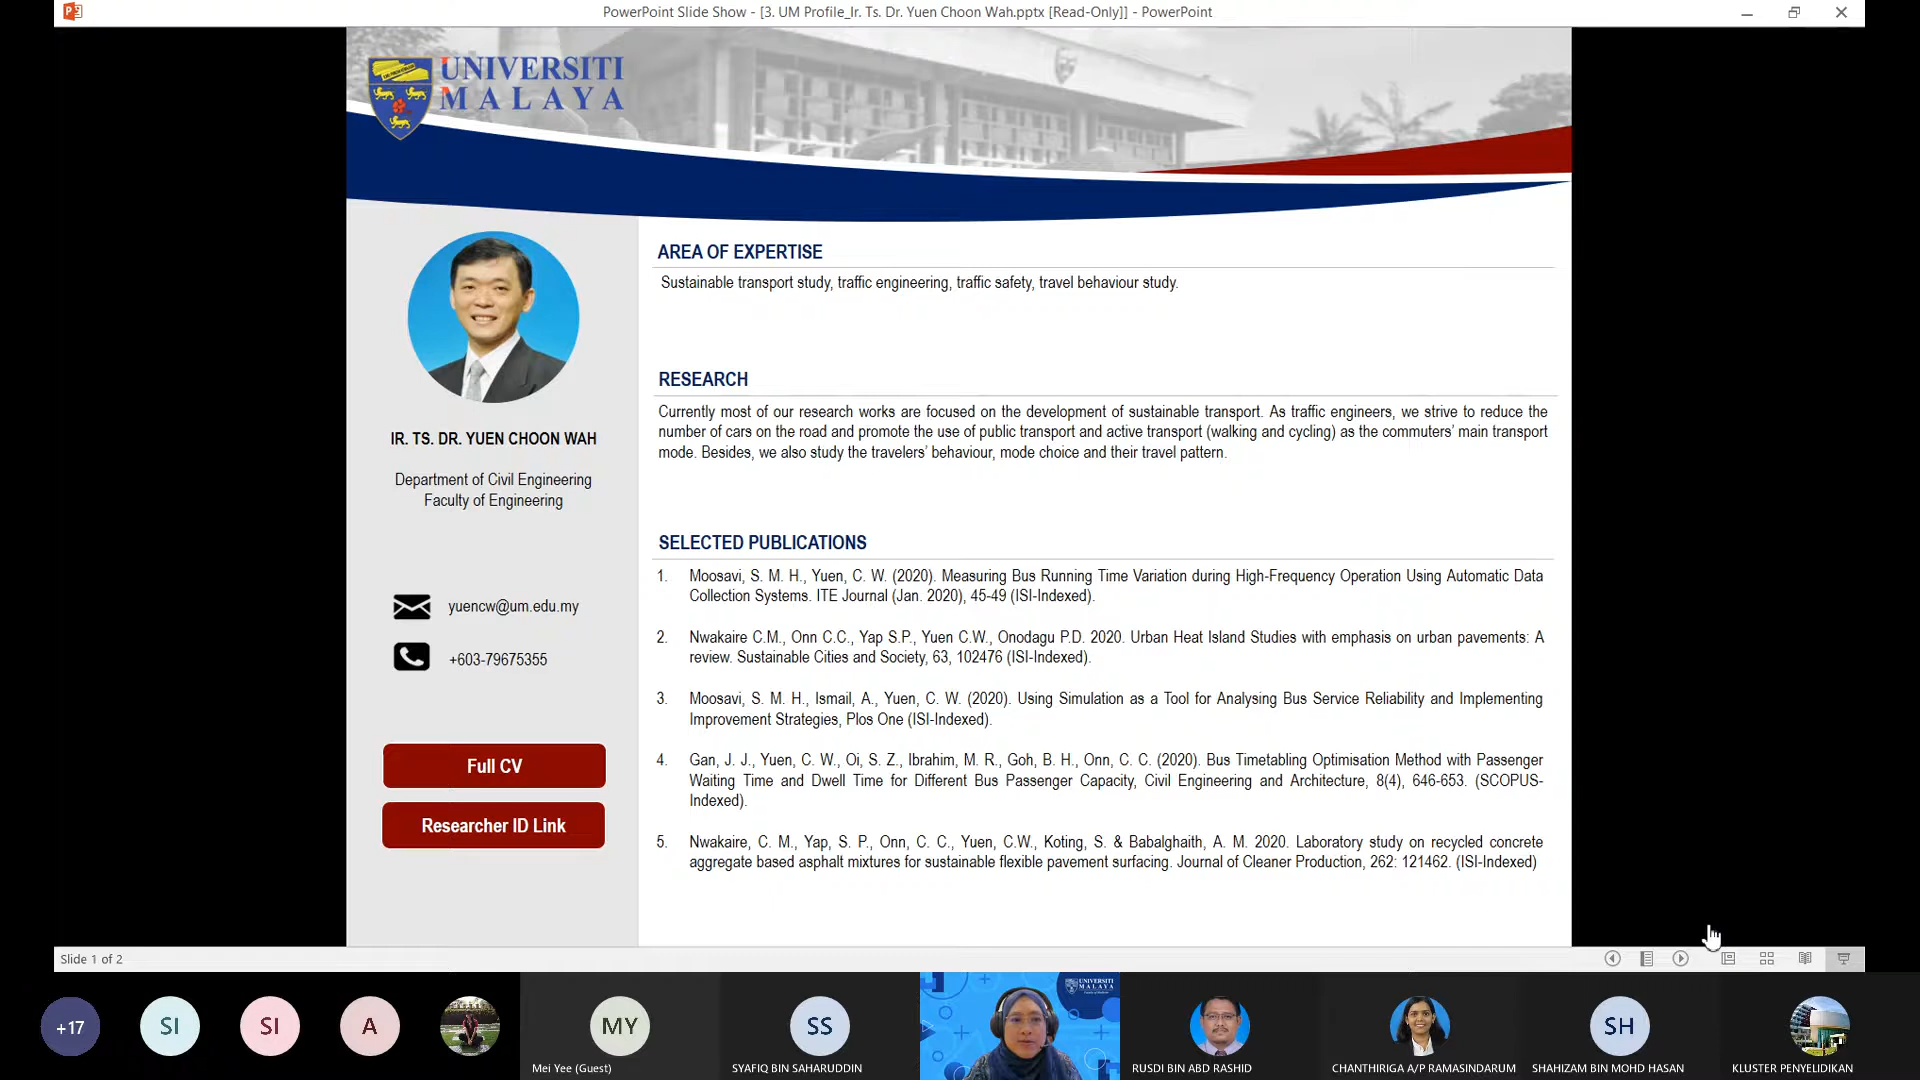 PowerPoint Slide Show - [3. UM Profile_Ir. Ts. Dr. Yuen Choon Wah.pptx [Read-Only]] - PowerPoint
UNIVERSITI
MALAYA
IR. TS. DR. YUEN CHOON WAH
Department of Civil Engineering
Faculty of Engineering
yuencw@um.edu.my
+603-79675355
Full CV
Researcher ID Link
AREA OF EXPERTISE
Sustainable transport study, traffic engineering, traffic safety, travel behaviour study.
RESEARCH
Currently most of our research works are focused on the development of sustainable transport. As traffic engineers, we strive to reduce the
number of cars on the road and promote the use of public transport and active transport (walking and cycling) as the commuters' main transport
mode. Besides, we also study the travelers' behaviour, mode choice and their travel pattern.
SELECTED PUBLICATIONS
1. Moosavi, S. M. H., Yuen, C. W. (2020). Measuring Bus Running Time Variation during High-Frequency Operation Using Automatic Data
Collection Systems. ITE Journal (Jan. 2020), 45-49 (ISI-Indexed).
2. Nwakaire C.M., Onn C.C., Yap S.P., Yuen C.W., Onodagu P.D. 2020. Urban Heat Island Studies with emphasis on urban pavements: A
review. Sustainable Cities and Society, 63, 102476 (ISI-Indexed).
3. Moosavi, S. M. H., Ismail, A., Yuen, C. W. (2020). Using Simulation as a Tool for Analysing Bus Service Reliability and Implementing
Improvement Strategies, Plos One (ISI-Indexed).
4. Gan, J. J., Yuen, C. W., Oi, S. Z., Ibrahim, M. R., Goh, B. H., Onn, C. C. (2020). Bus Timetabling Optimisation Method with Passenger
Waiting Time and Dwell Time for Different Bus Passenger Capacity, Civil Engineering and Architecture, 8(4), 646-653. (SCOPUS-
Indexed).
5. Nwakaire, C. M., Yap, S. P., Onn, C. C., Yuen, C.W., Koting, S. & Babalghaith, A. M. 2020. Laboratory study on recycled concrete
aggregate based asphalt mixtures for sustainable flexible pavement surfacing. Journal of Cleaner Production, 262: 121462. (ISI-Indexed)
Slide 1 of 2
+17
SI
SI
A
MY
Mei Yee (Guest)
SS
SYAFIQ BIN SAHARUDDIN
UNIVERSITI
MALAYA
RUSDI BIN ABD RASHID
CHANTHIRIGA A/P RAMASINDARUM
SH
SHAHIZAM BIN MOHD HASAN
KLUSTER PENYELIDIKAN